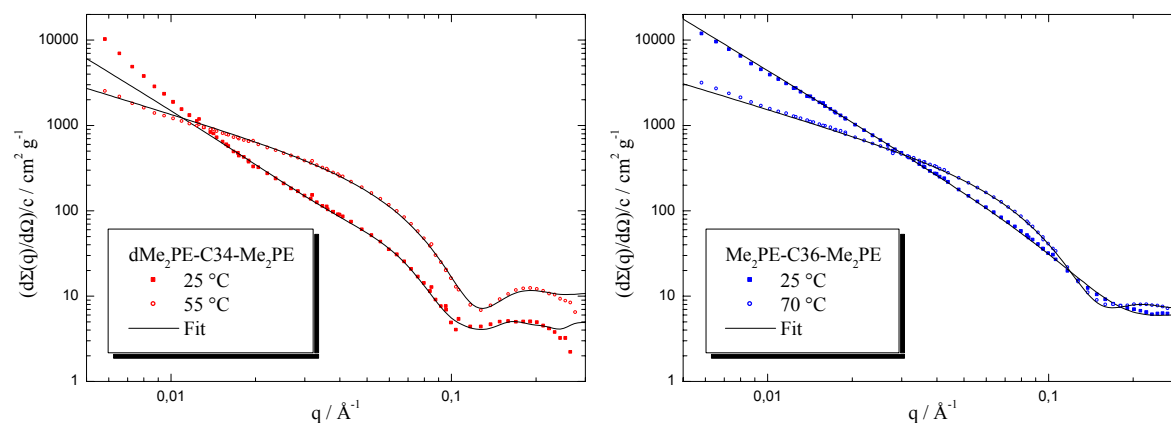 (dΣ(q)/dΩ)/c / cm² g⁻¹
10000
1000
100
10
1
dMe₂PE-C34-Me₂PE
25 °C
55 °C
Fit
0,01
0,1
q / Å⁻¹
(dΣ(q)/dΩ)/c / cm² g⁻¹
10000
1000
100
10
1
Me₂PE-C36-Me₂PE
25 °C
70 °C
Fit
0,01
0,1
q / Å⁻¹